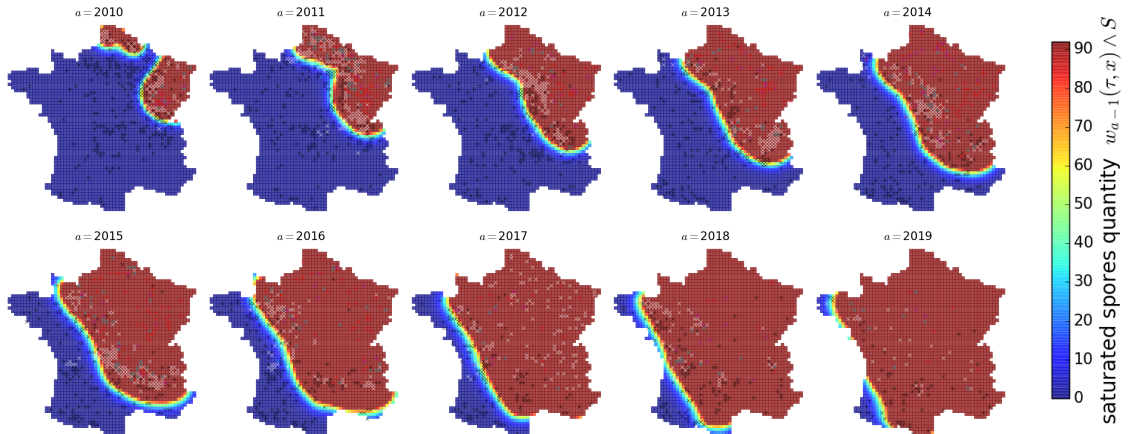 a = 2010
a = 2011
a = 2012
a = 2013
a = 2014
a = 2015
a = 2016
a = 2017
a = 2018
a = 2019
90
80
70
60
50
40
30
20
10
0
saturated spores quantity w_{a−1}(τ, x) ∧ S